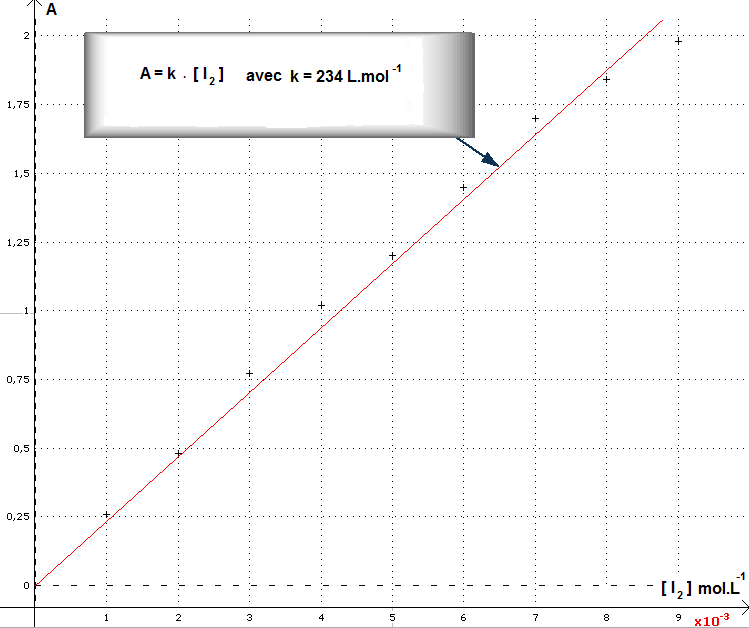 A
2
A = k . [ I2 ] avec k = 234 L.mol-1
1,75
1,5
1,25
1
0,75
0,5
0,25
0
[ I2 ] mol.L-1
1 2 3 4 5 6 7 8 9
x10-3